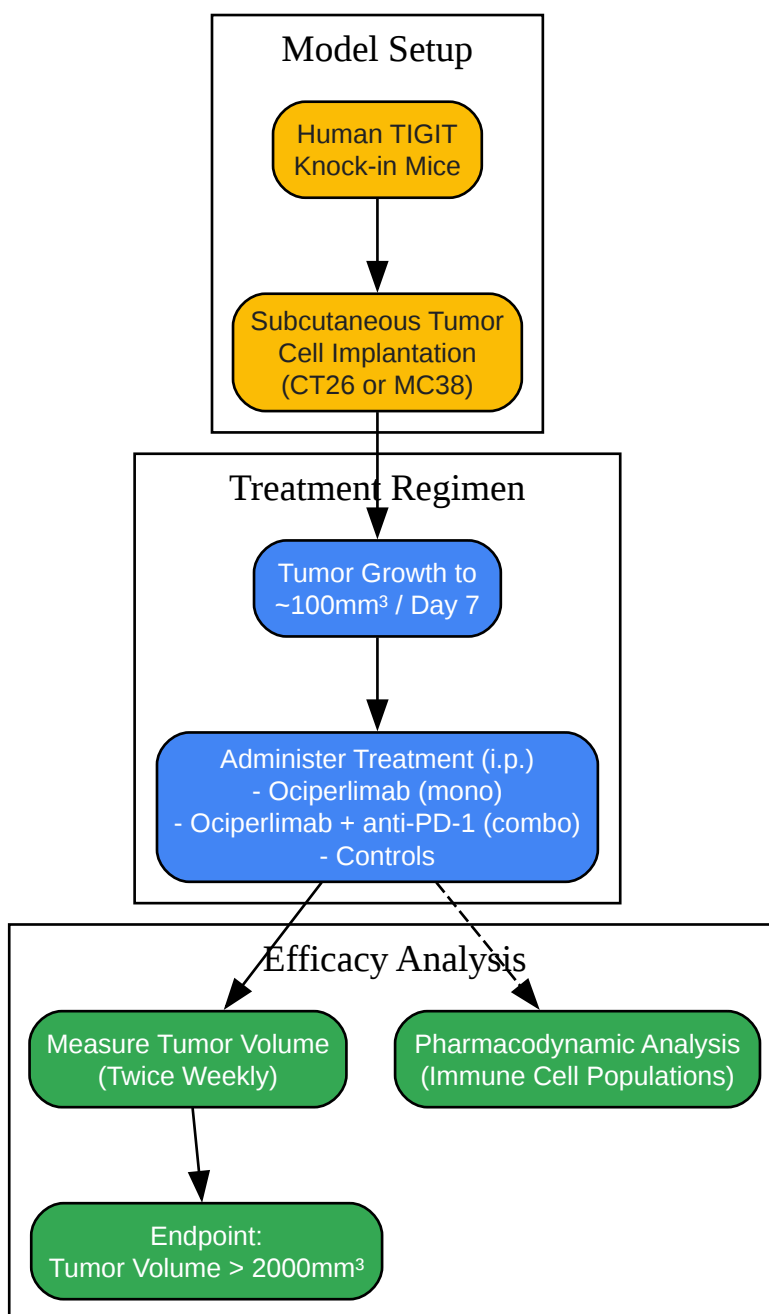 Model Setup
Human TIGIT
Knock-in Mice
Subcutaneous Tumor
Cell Implantation
(CT26 or MC38)
Treatment Regimen
Tumor Growth to
~100mm³ / Day 7
Administer Treatment (i.p.)
- Ociperlimab (mono)
- Ociperlimab + anti-PD-1 (combo)
- Controls
Efficacy Analysis
Measure Tumor Volume
(Twice Weekly)
Pharmacodynamic Analysis
(Immune Cell Populations)
Endpoint:
Tumor Volume > 2000mm³